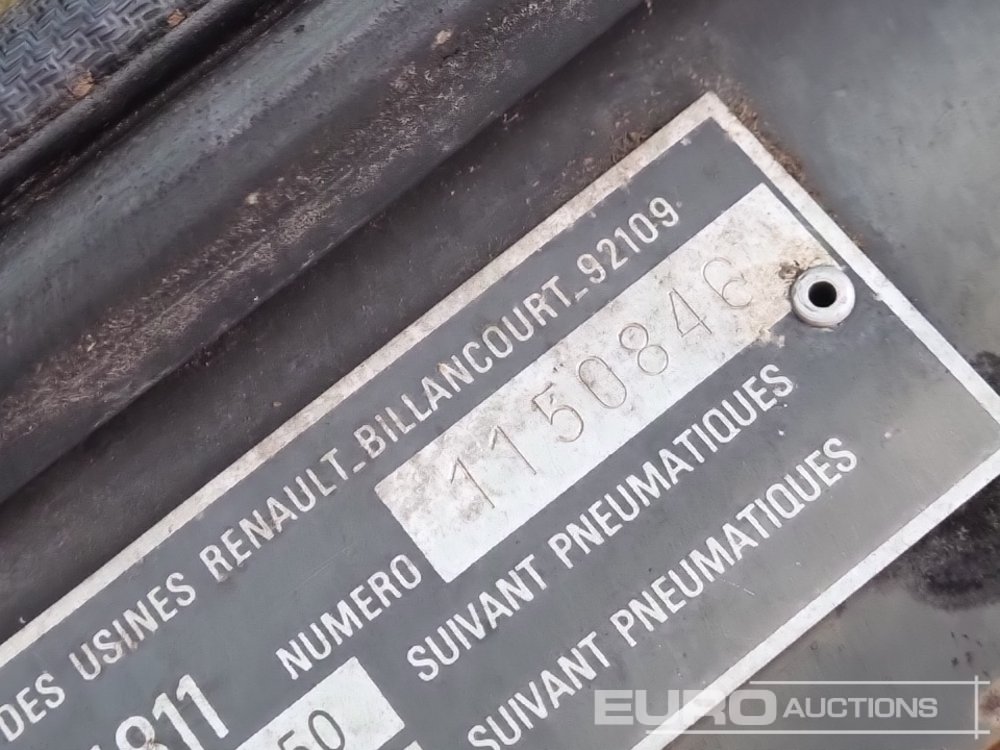 DES USINES RENAULT_BILLANCOURT_92109
811 NUMERO 1150846
50 SUIVANT PNEUMATIQUES
SUIVANT PNEUMATIQUES
EURO AUCTIONS